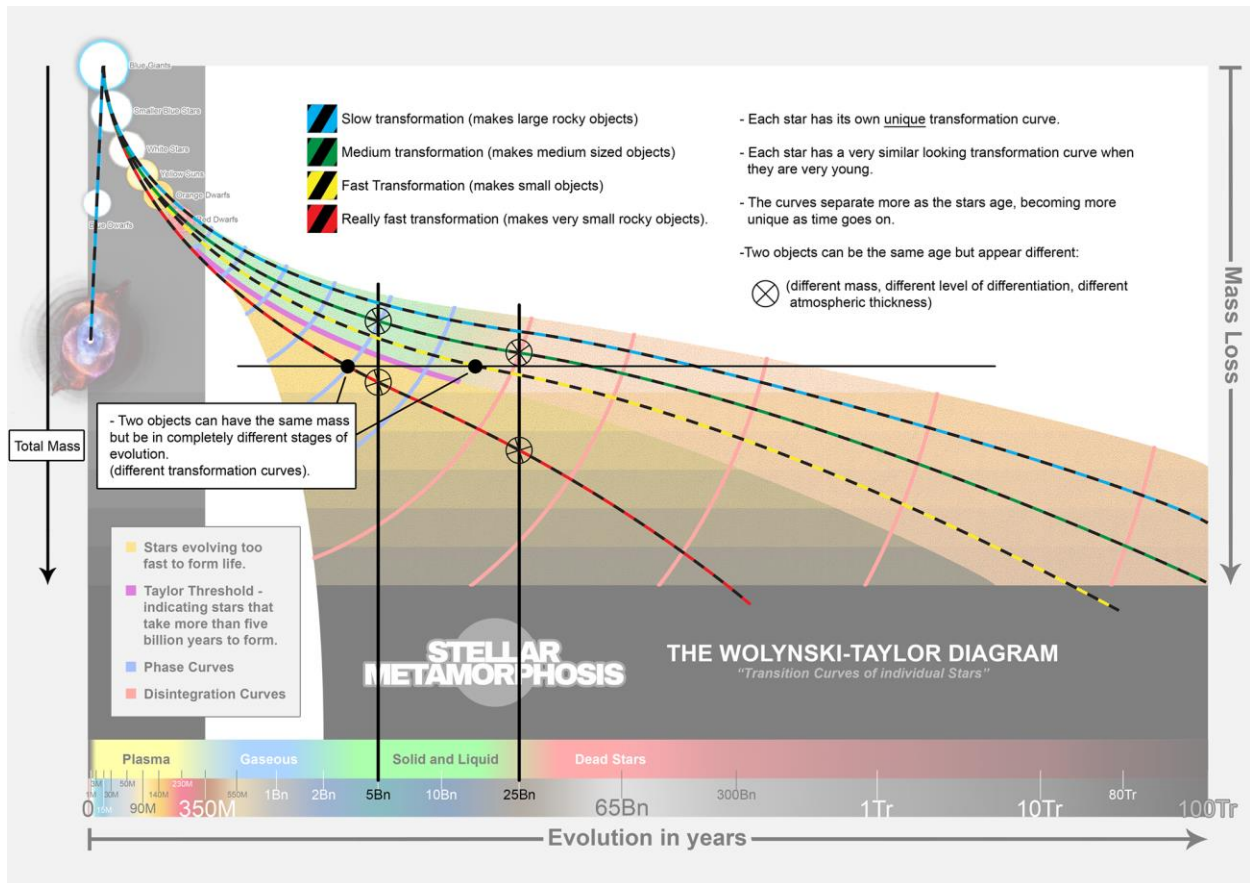 Blue Giants
Smaller Blue Stars
White Stars
Yellow Suns
Orange Dwarfs
Red Dwarfs
Blue Dwarfs
Slow transformation (makes large rocky objects)
Medium transformation (makes medium sized objects)
Fast Transformation (makes small objects)
Really fast transformation (makes very small rocky objects).
- Each star has its own unique transformation curve.
- Each star has a very similar looking transformation curve when
they are very young.
- The curves separate more as the stars age, becoming more
unique as time goes on.
-Two objects can be the same age but appear different:
(different mass, different level of differentiation, different
atmospheric thickness)
Mass Loss
Total Mass
- Two objects can have the same mass
but be in completely different stages of
evolution.
(different transformation curves).
Stars evolving too
fast to form life.
Taylor Threshold -
indicating stars that
take more than five
billion years to form.
Phase Curves
Disintegration Curves
STELLAR
METAMORPHOSIS
THE WOLYNSKI-TAYLOR DIAGRAM
"Transition Curves of individual Stars"
Plasma
Gaseous
Solid and Liquid
Dead Stars
50M
230M
1M
30M
140M
550M
1Bn
2Bn
5Bn
10Bn
25Bn
300Bn
80Tr
0
15M
90M
350M
65Bn
1Tr
10Tr
100Tr
Evolution in years